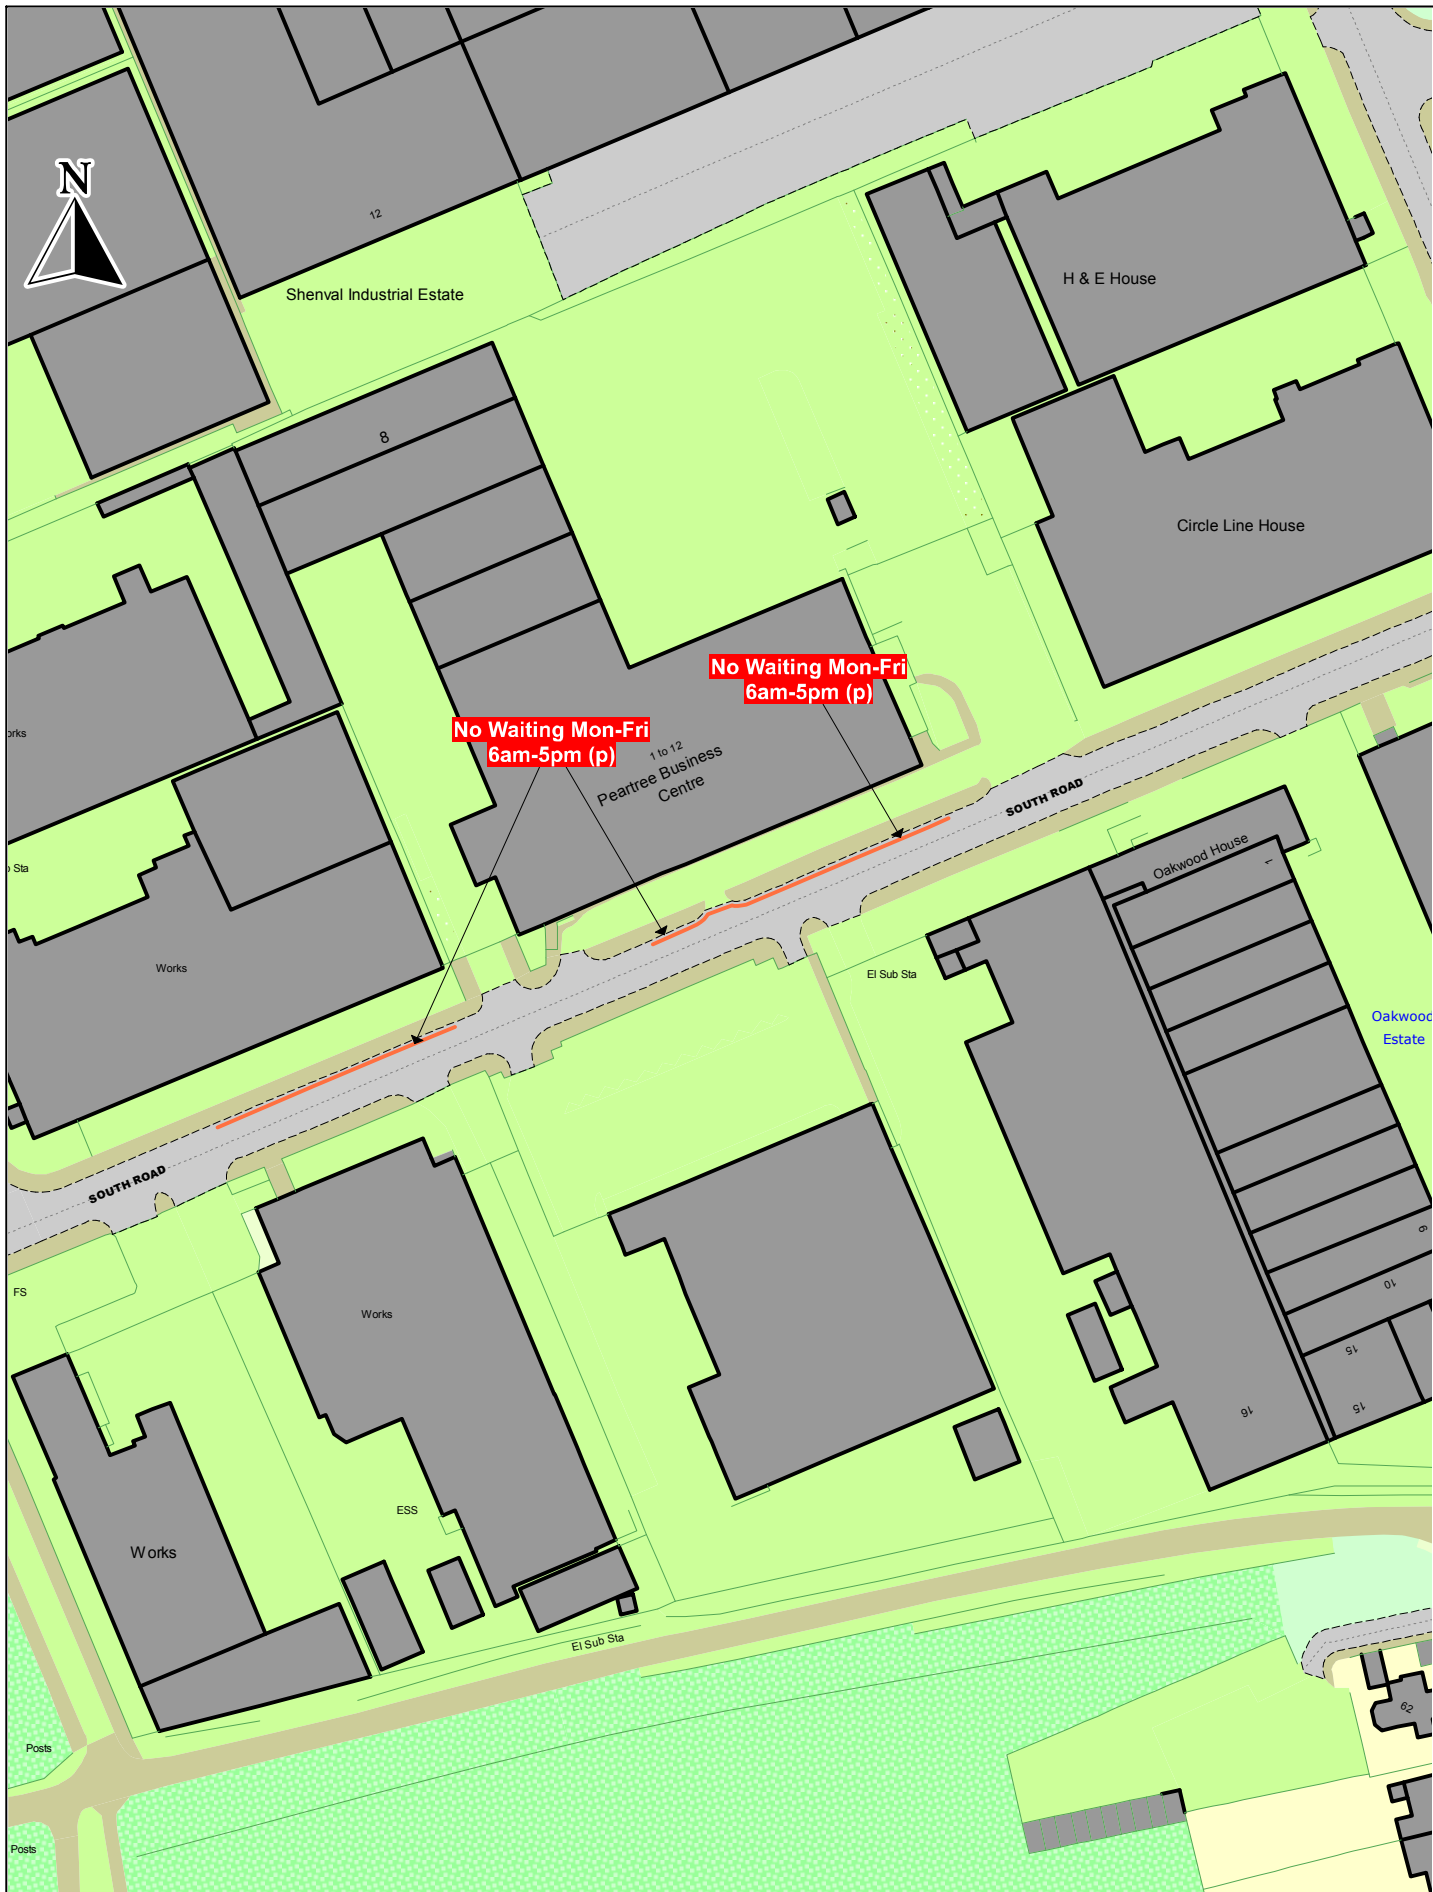 N
12
Shenval Industrial Estate
H & E House
8
Circle Line House
No Waiting Mon-Fri
6am-5pm (p)
No Waiting Mon-Fri
6am-5pm (p)
1 to 12
Peartree Business
Centre
orks
SOUTH ROAD
Oakwood House
1
Sta
Works
El Sub Sta
Oakwood
Estate
SOUTH ROAD
FS
Works
9
10
15
15
16
ESS
Works
El Sub Sta
62
Posts
Posts